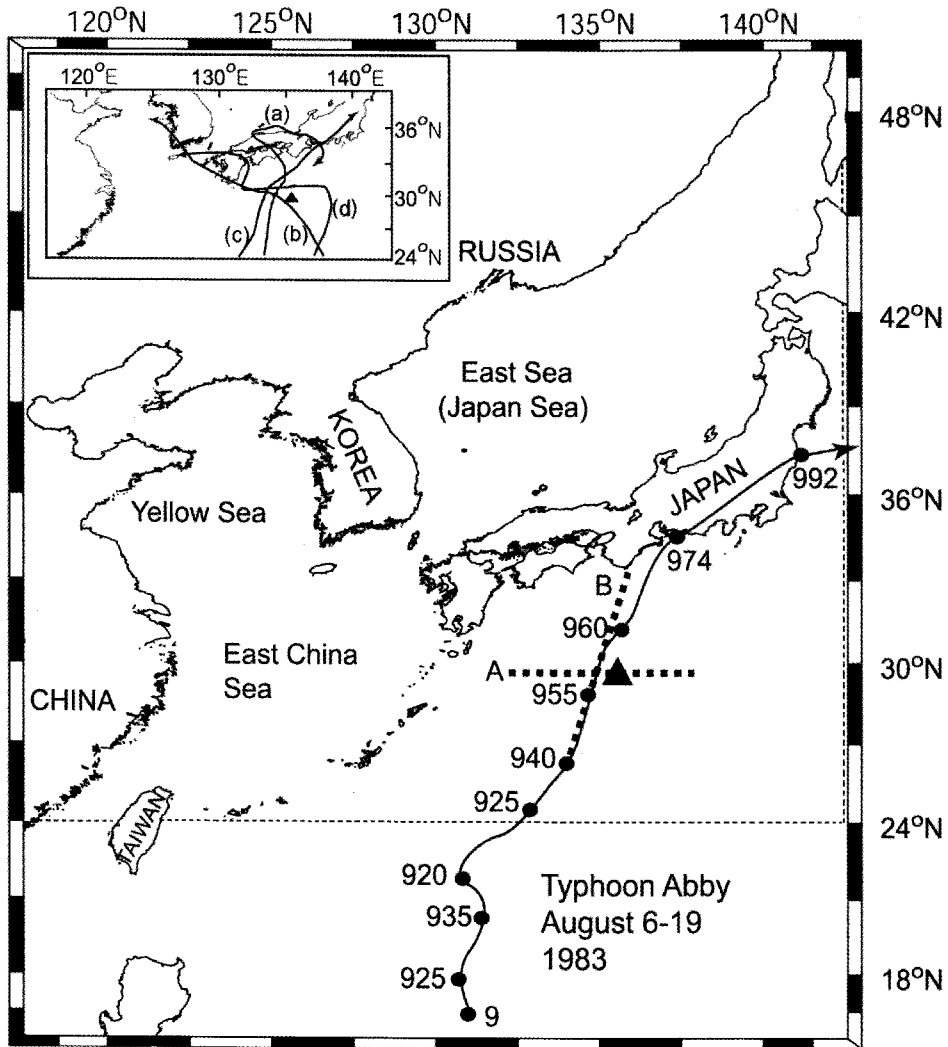 120°N 125°N 130°N 135°N 140°N
120°E 130°E 140°E
(a)
36°N
30°N
(d)
(c) (b)
24°N
48°N
RUSSIA
42°N
East Sea
(Japan Sea)
KOREA
JAPAN
992
36°N
Yellow Sea
974
B
960
East China
Sea
A
30°N
955
CHINA
940
925
24°N
TAIWAN
920
Typhoon Abby
935
August 6-19
1983
925
18°N
9